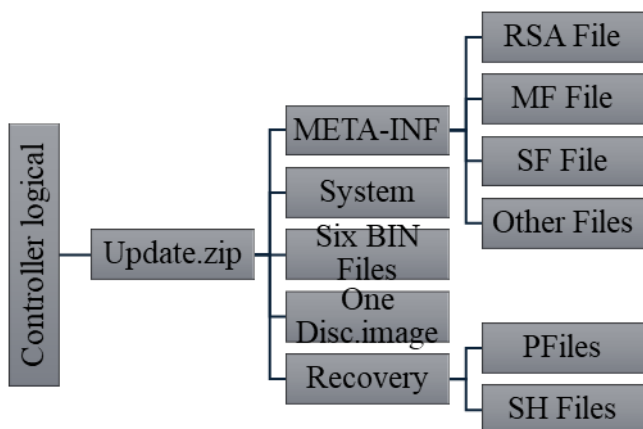 Controller logical
Update.zip
META-INF
System
Six BIN
Files
One
Disc.image
Recovery
RSA File
MF File
SF File
Other Files
PFiles
SH Files